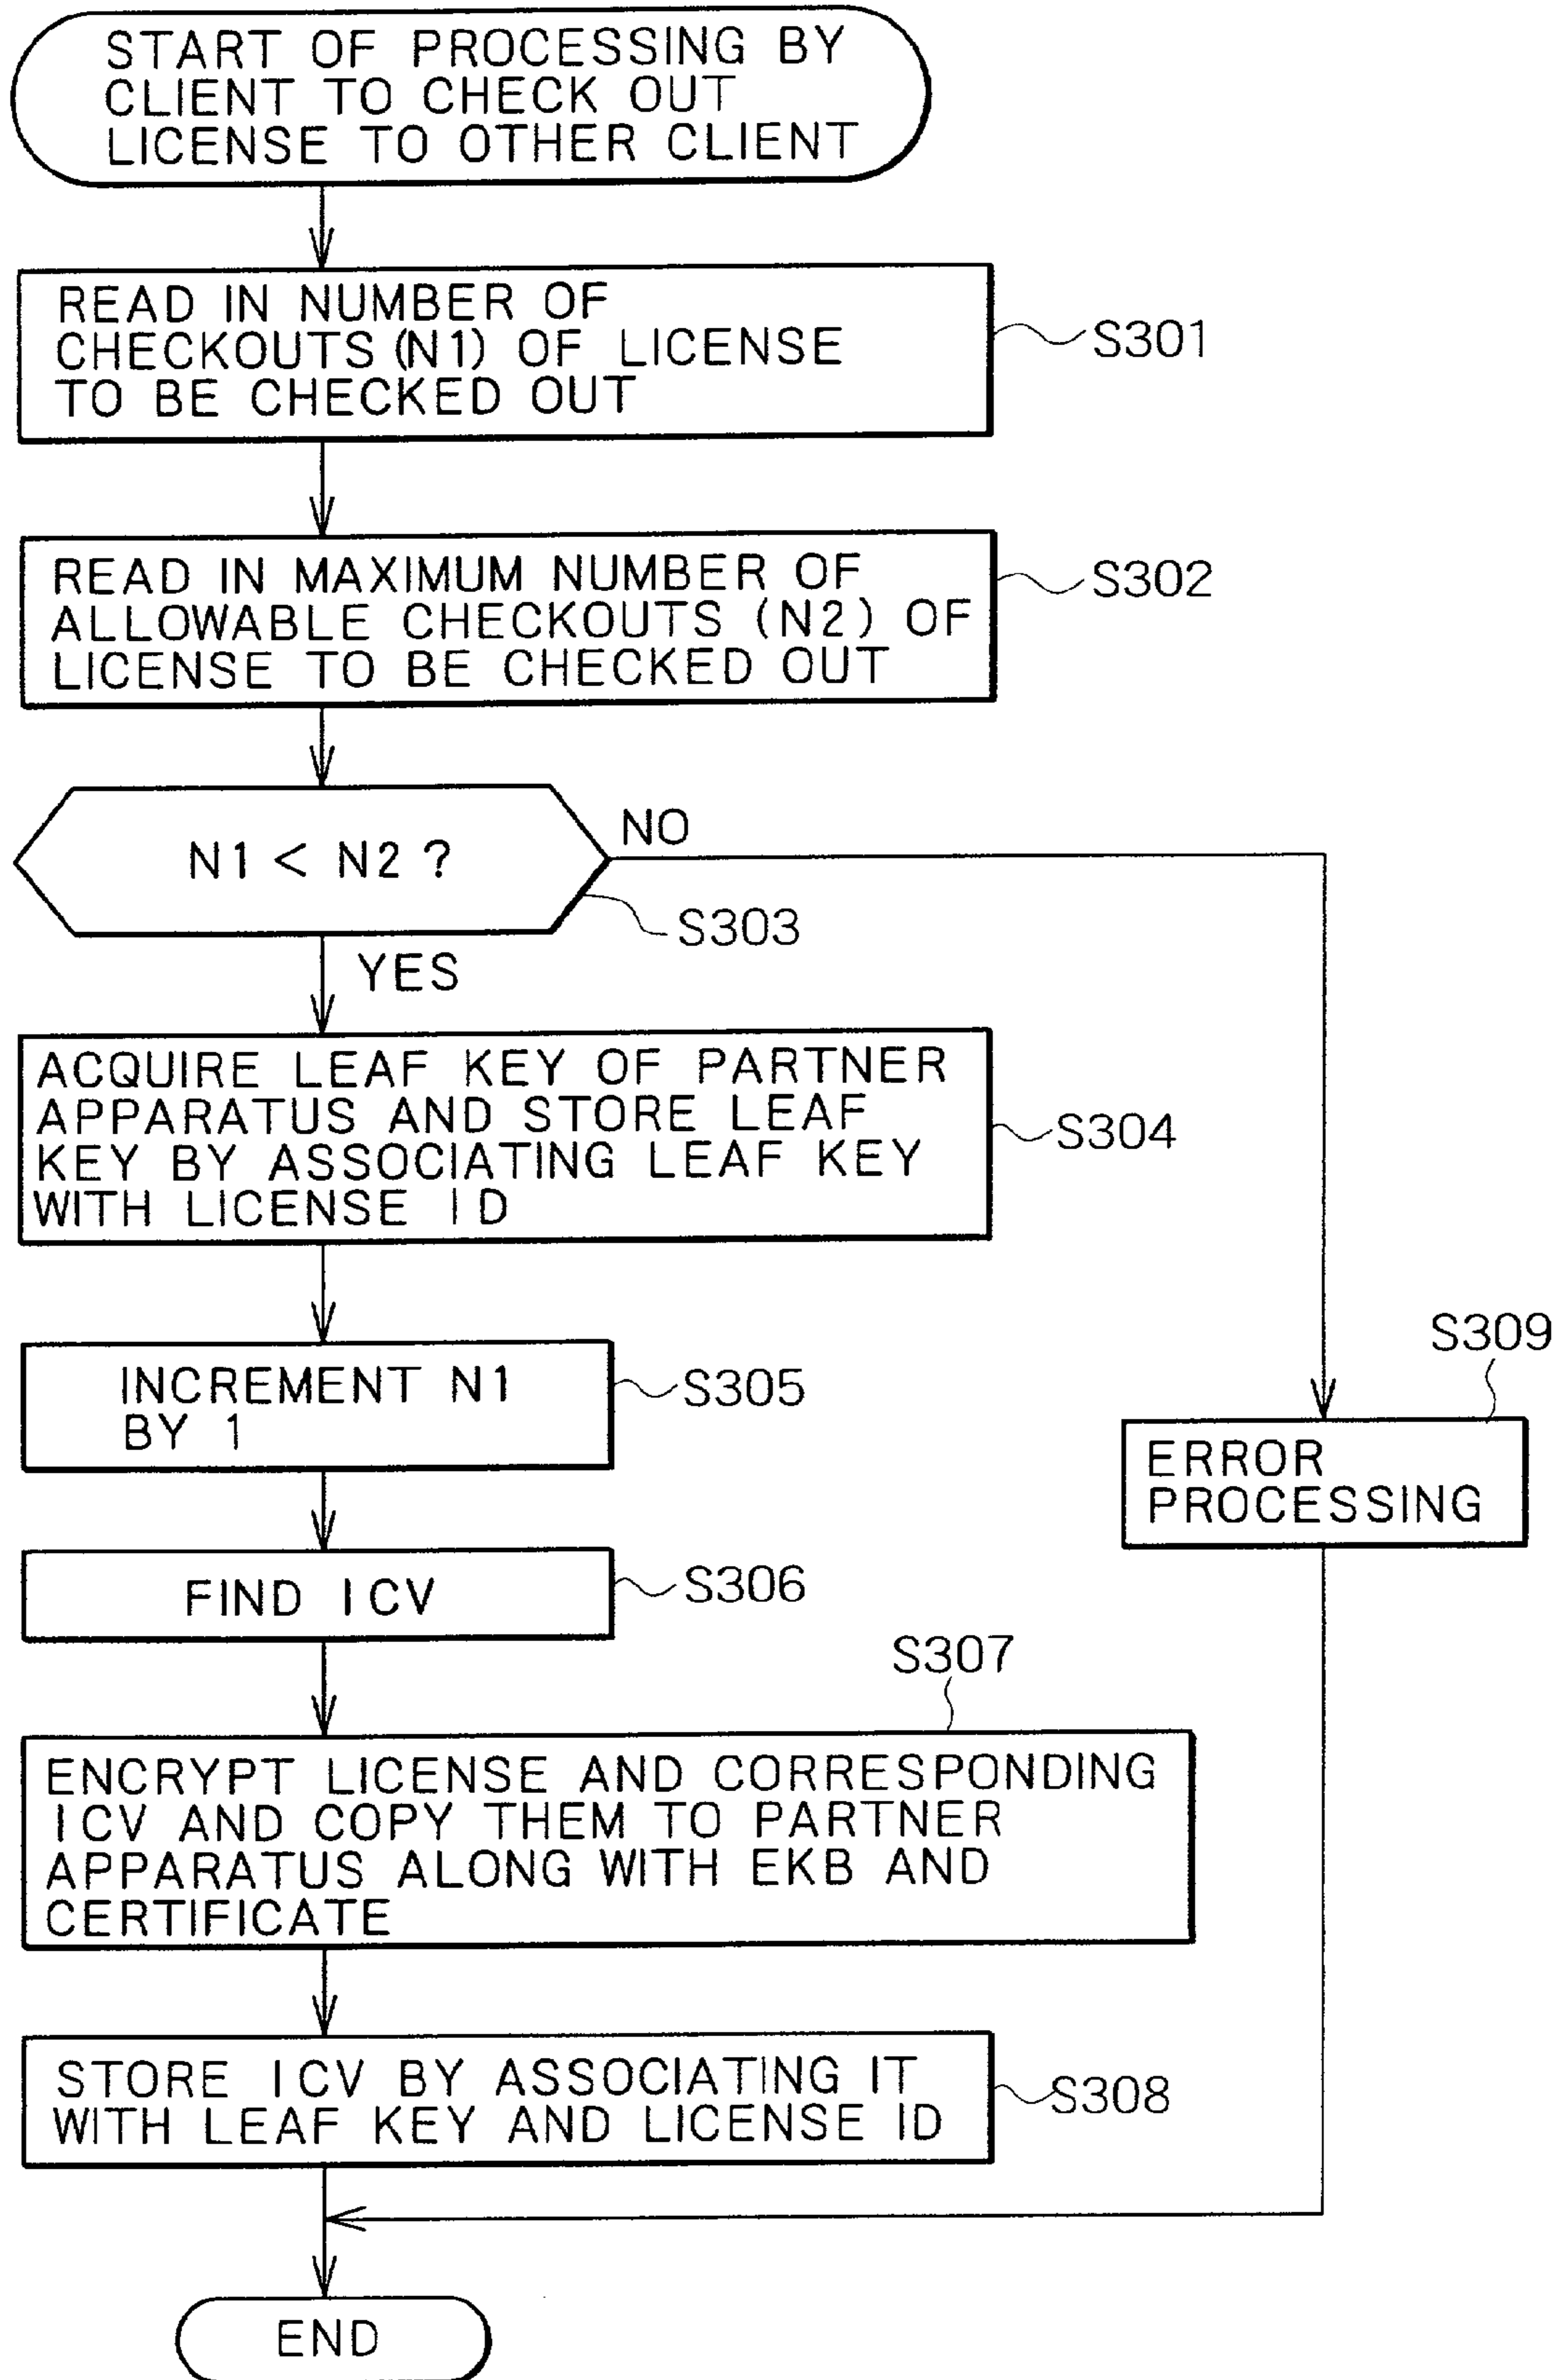 START OF PROCESSING BY
CLIENT TO CHECK OUT
LICENSE TO OTHER CLIENT
READ IN NUMBER OF
CHECKOUTS (N1) OF LICENSE
TO BE CHECKED OUT
S301
READ IN MAXIMUM NUMBER OF
ALLOWABLE CHECKOUTS (N2) OF
LICENSE TO BE CHECKED OUT
S302
N1 < N2 ?
NO
S303
YES
ACQUIRE LEAF KEY OF PARTNER
APPARATUS AND STORE LEAF
KEY BY ASSOCIATING LEAF KEY
WITH LICENSE ID
S304
INCREMENT N1
BY 1
S305
S309
ERROR
PROCESSING
FIND ICV
S306
S307
ENCRYPT LICENSE AND CORRESPONDING
ICV AND COPY THEM TO PARTNER
APPARATUS ALONG WITH EKB AND
CERTIFICATE
STORE ICV BY ASSOCIATING IT
WITH LEAF KEY AND LICENSE ID
S308
END